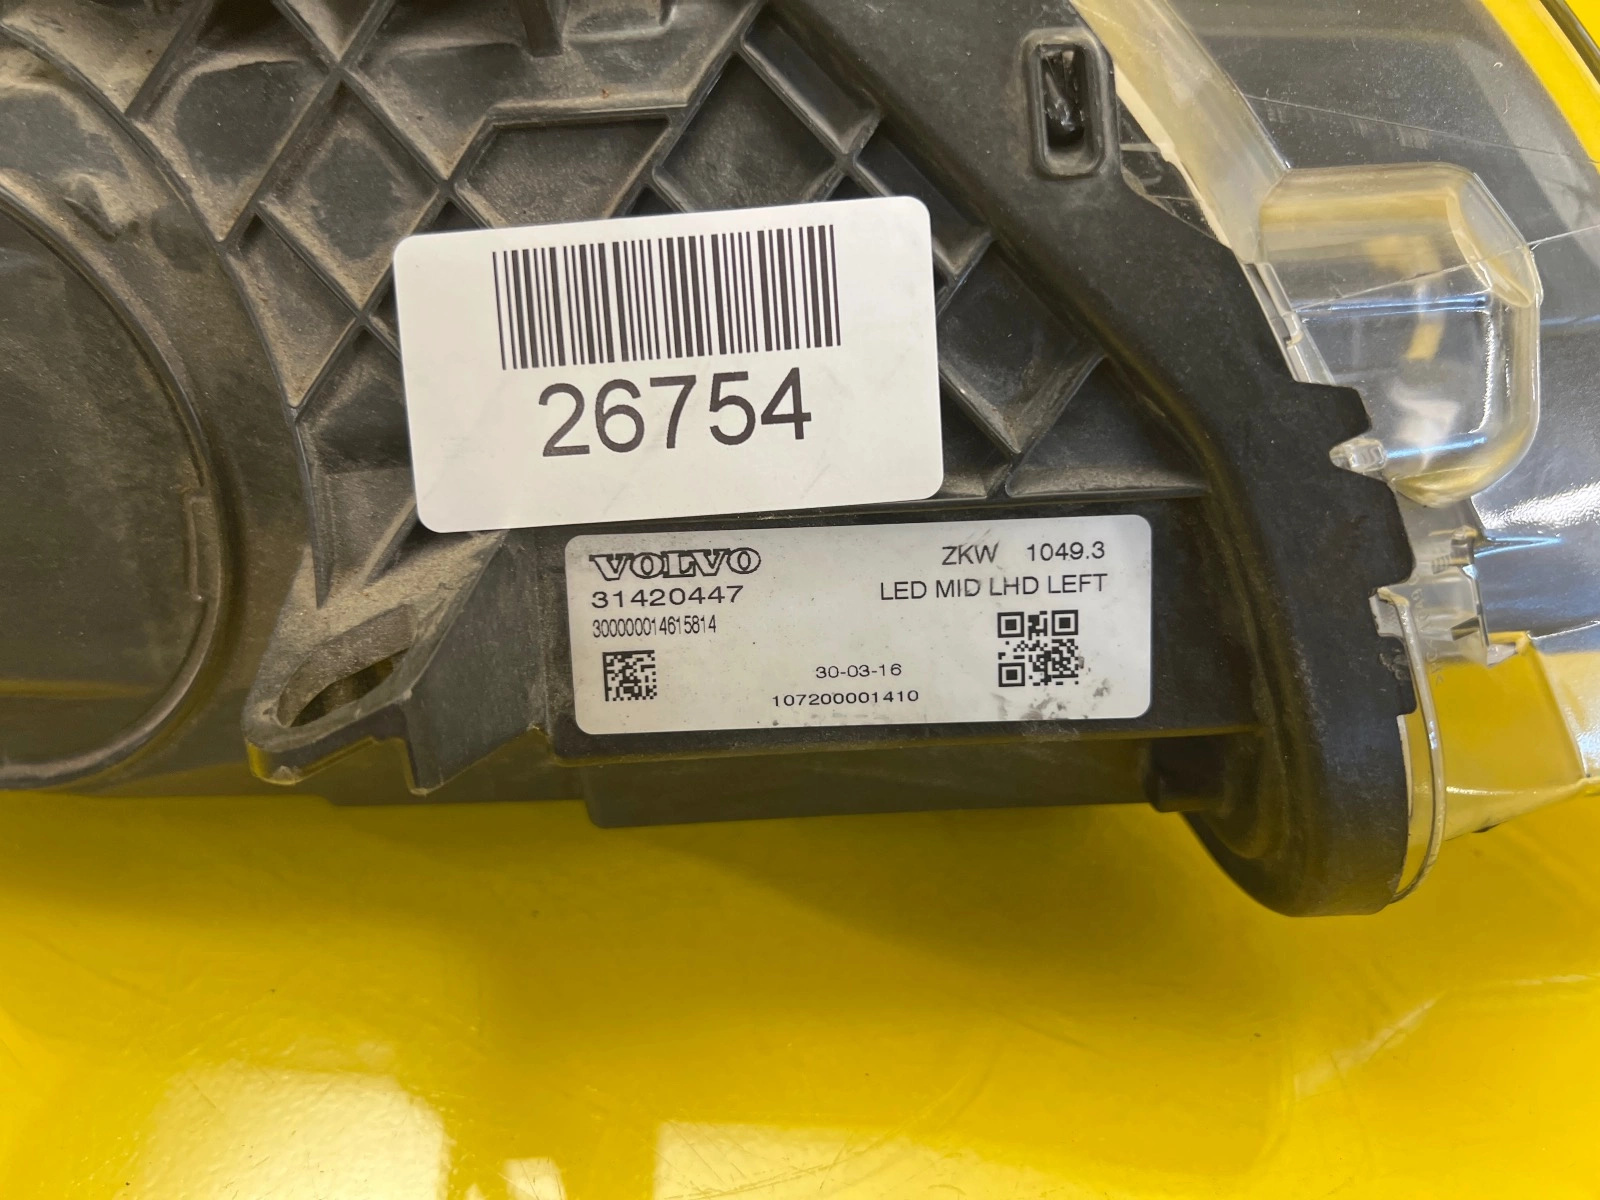 26754
VOLVO
31420447
300000014615814
ZKW 1049.3
LED MID LHD LEFT
30-03-16
107200001410